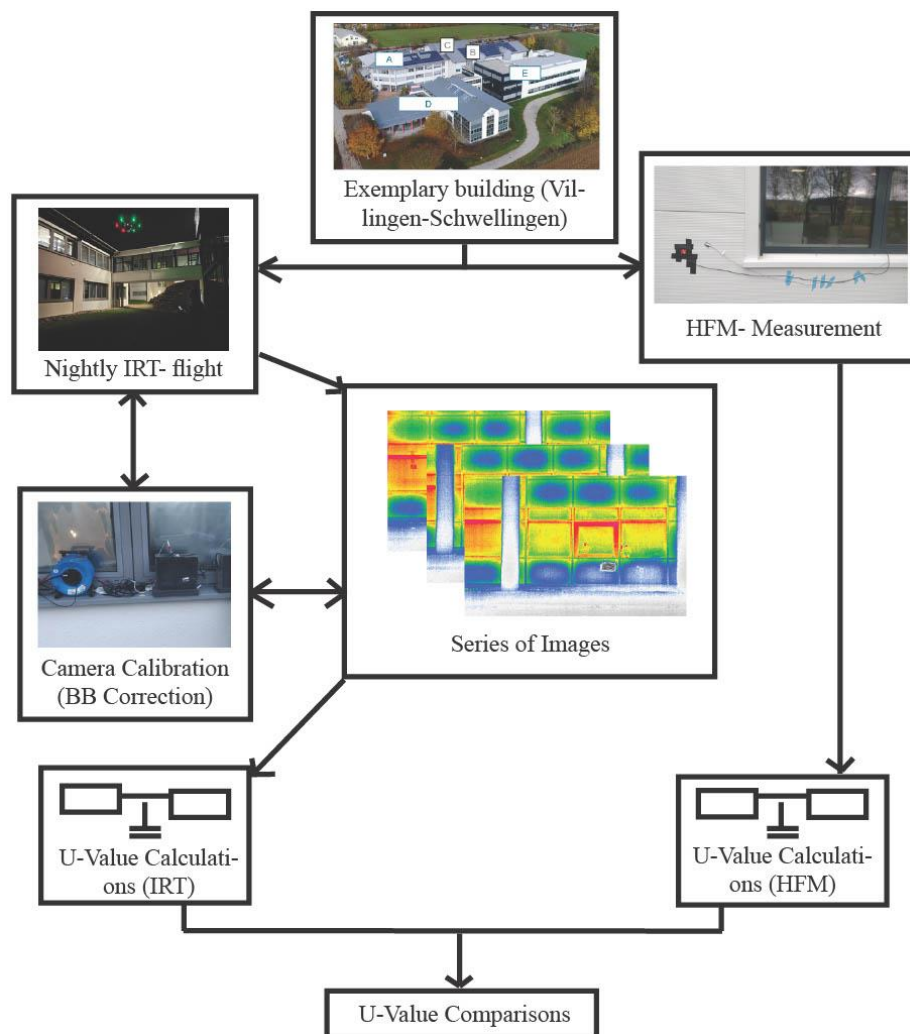 A
C
B
E
D
Exemplary building (Vil-
lingen-Schwellingen)
Nightly IRT- flight
HFM- Measurement
Camera Calibration
(BB Correction)
Series of Images
U-Value Calculati-
ons (IRT)
U-Value Calculati-
ons (HFM)
U-Value Comparisons